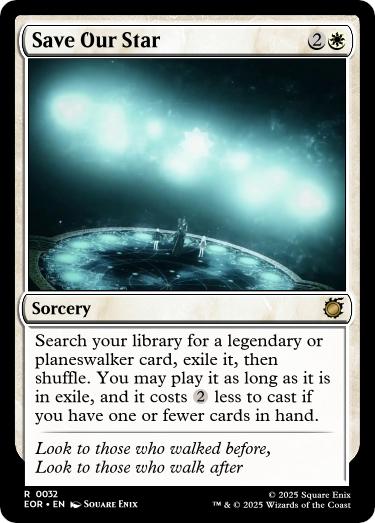 Save Our Star 2
Sorcery
Search your library for a legendary or
planeswalker card, exile it, then
shuffle. You may play it as long as it is
in exile, and it costs 2 less to cast if
you have one or fewer cards in hand.
Look to those who walked before,
Look to those who walk after
R 0032 © 2025 Square Enix
EOR • EN Square Enix ™ & © 2025 Wizards of the Coast